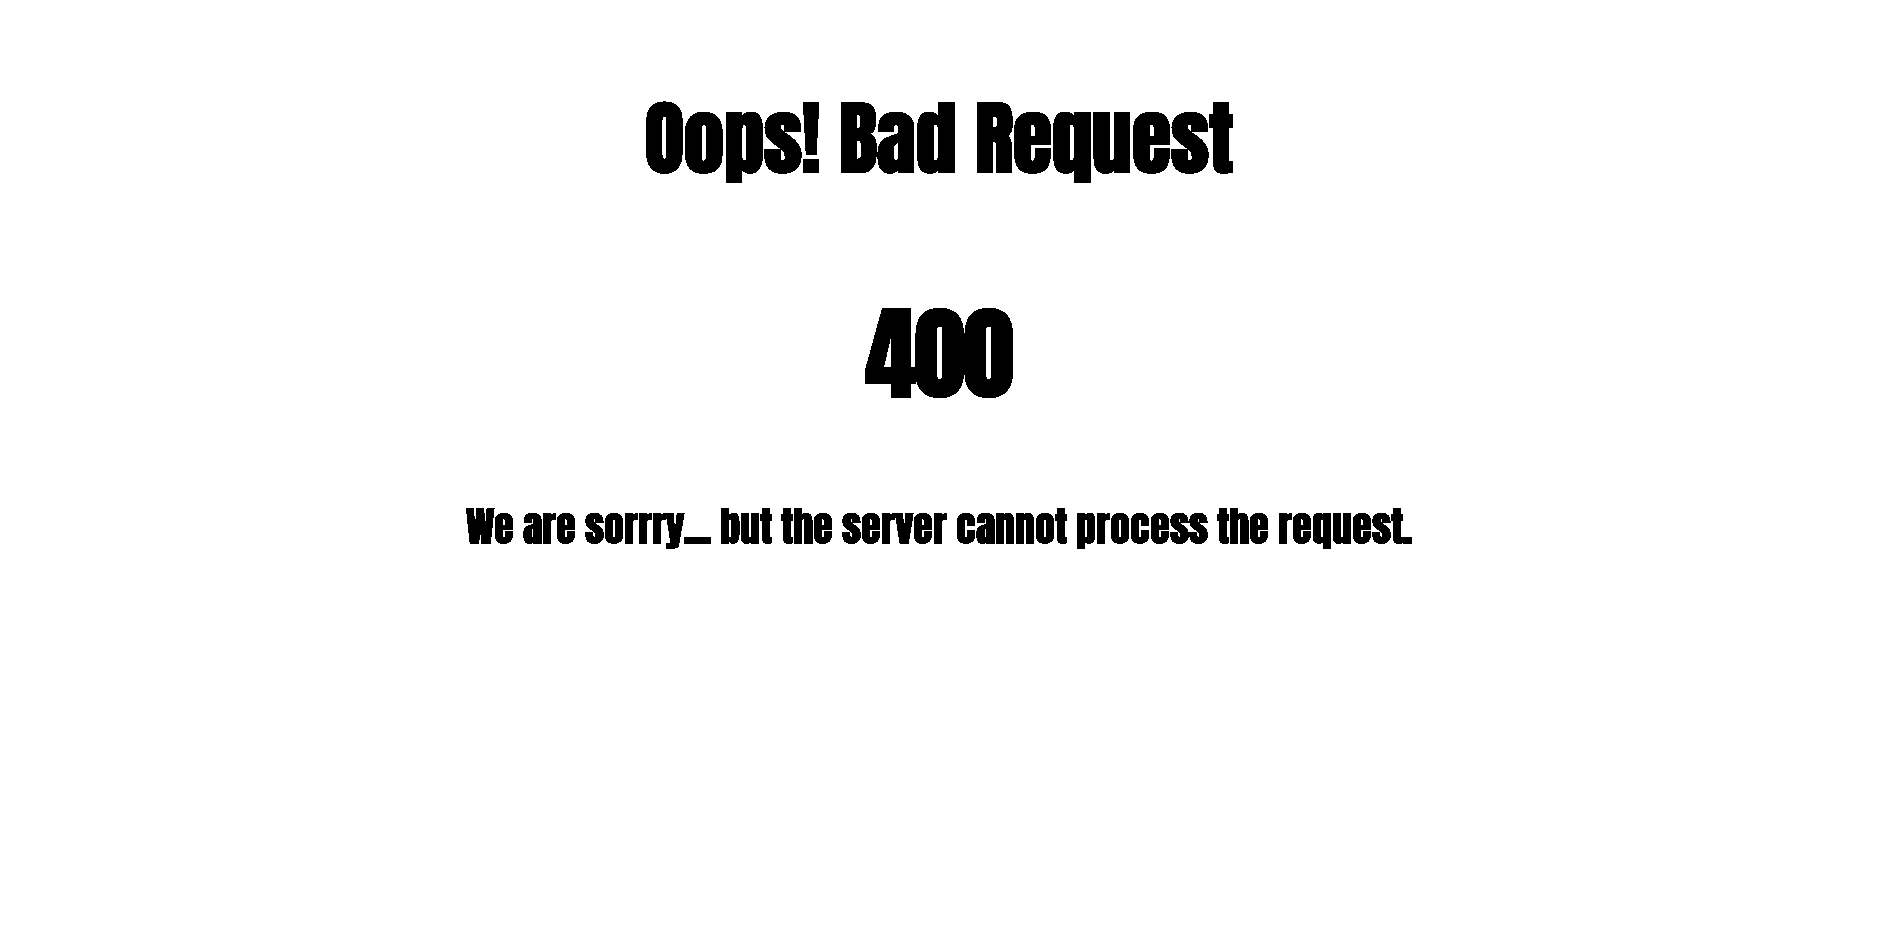 Oops! Bad Request
400
We are sorrry.... but the server cannot process the request.